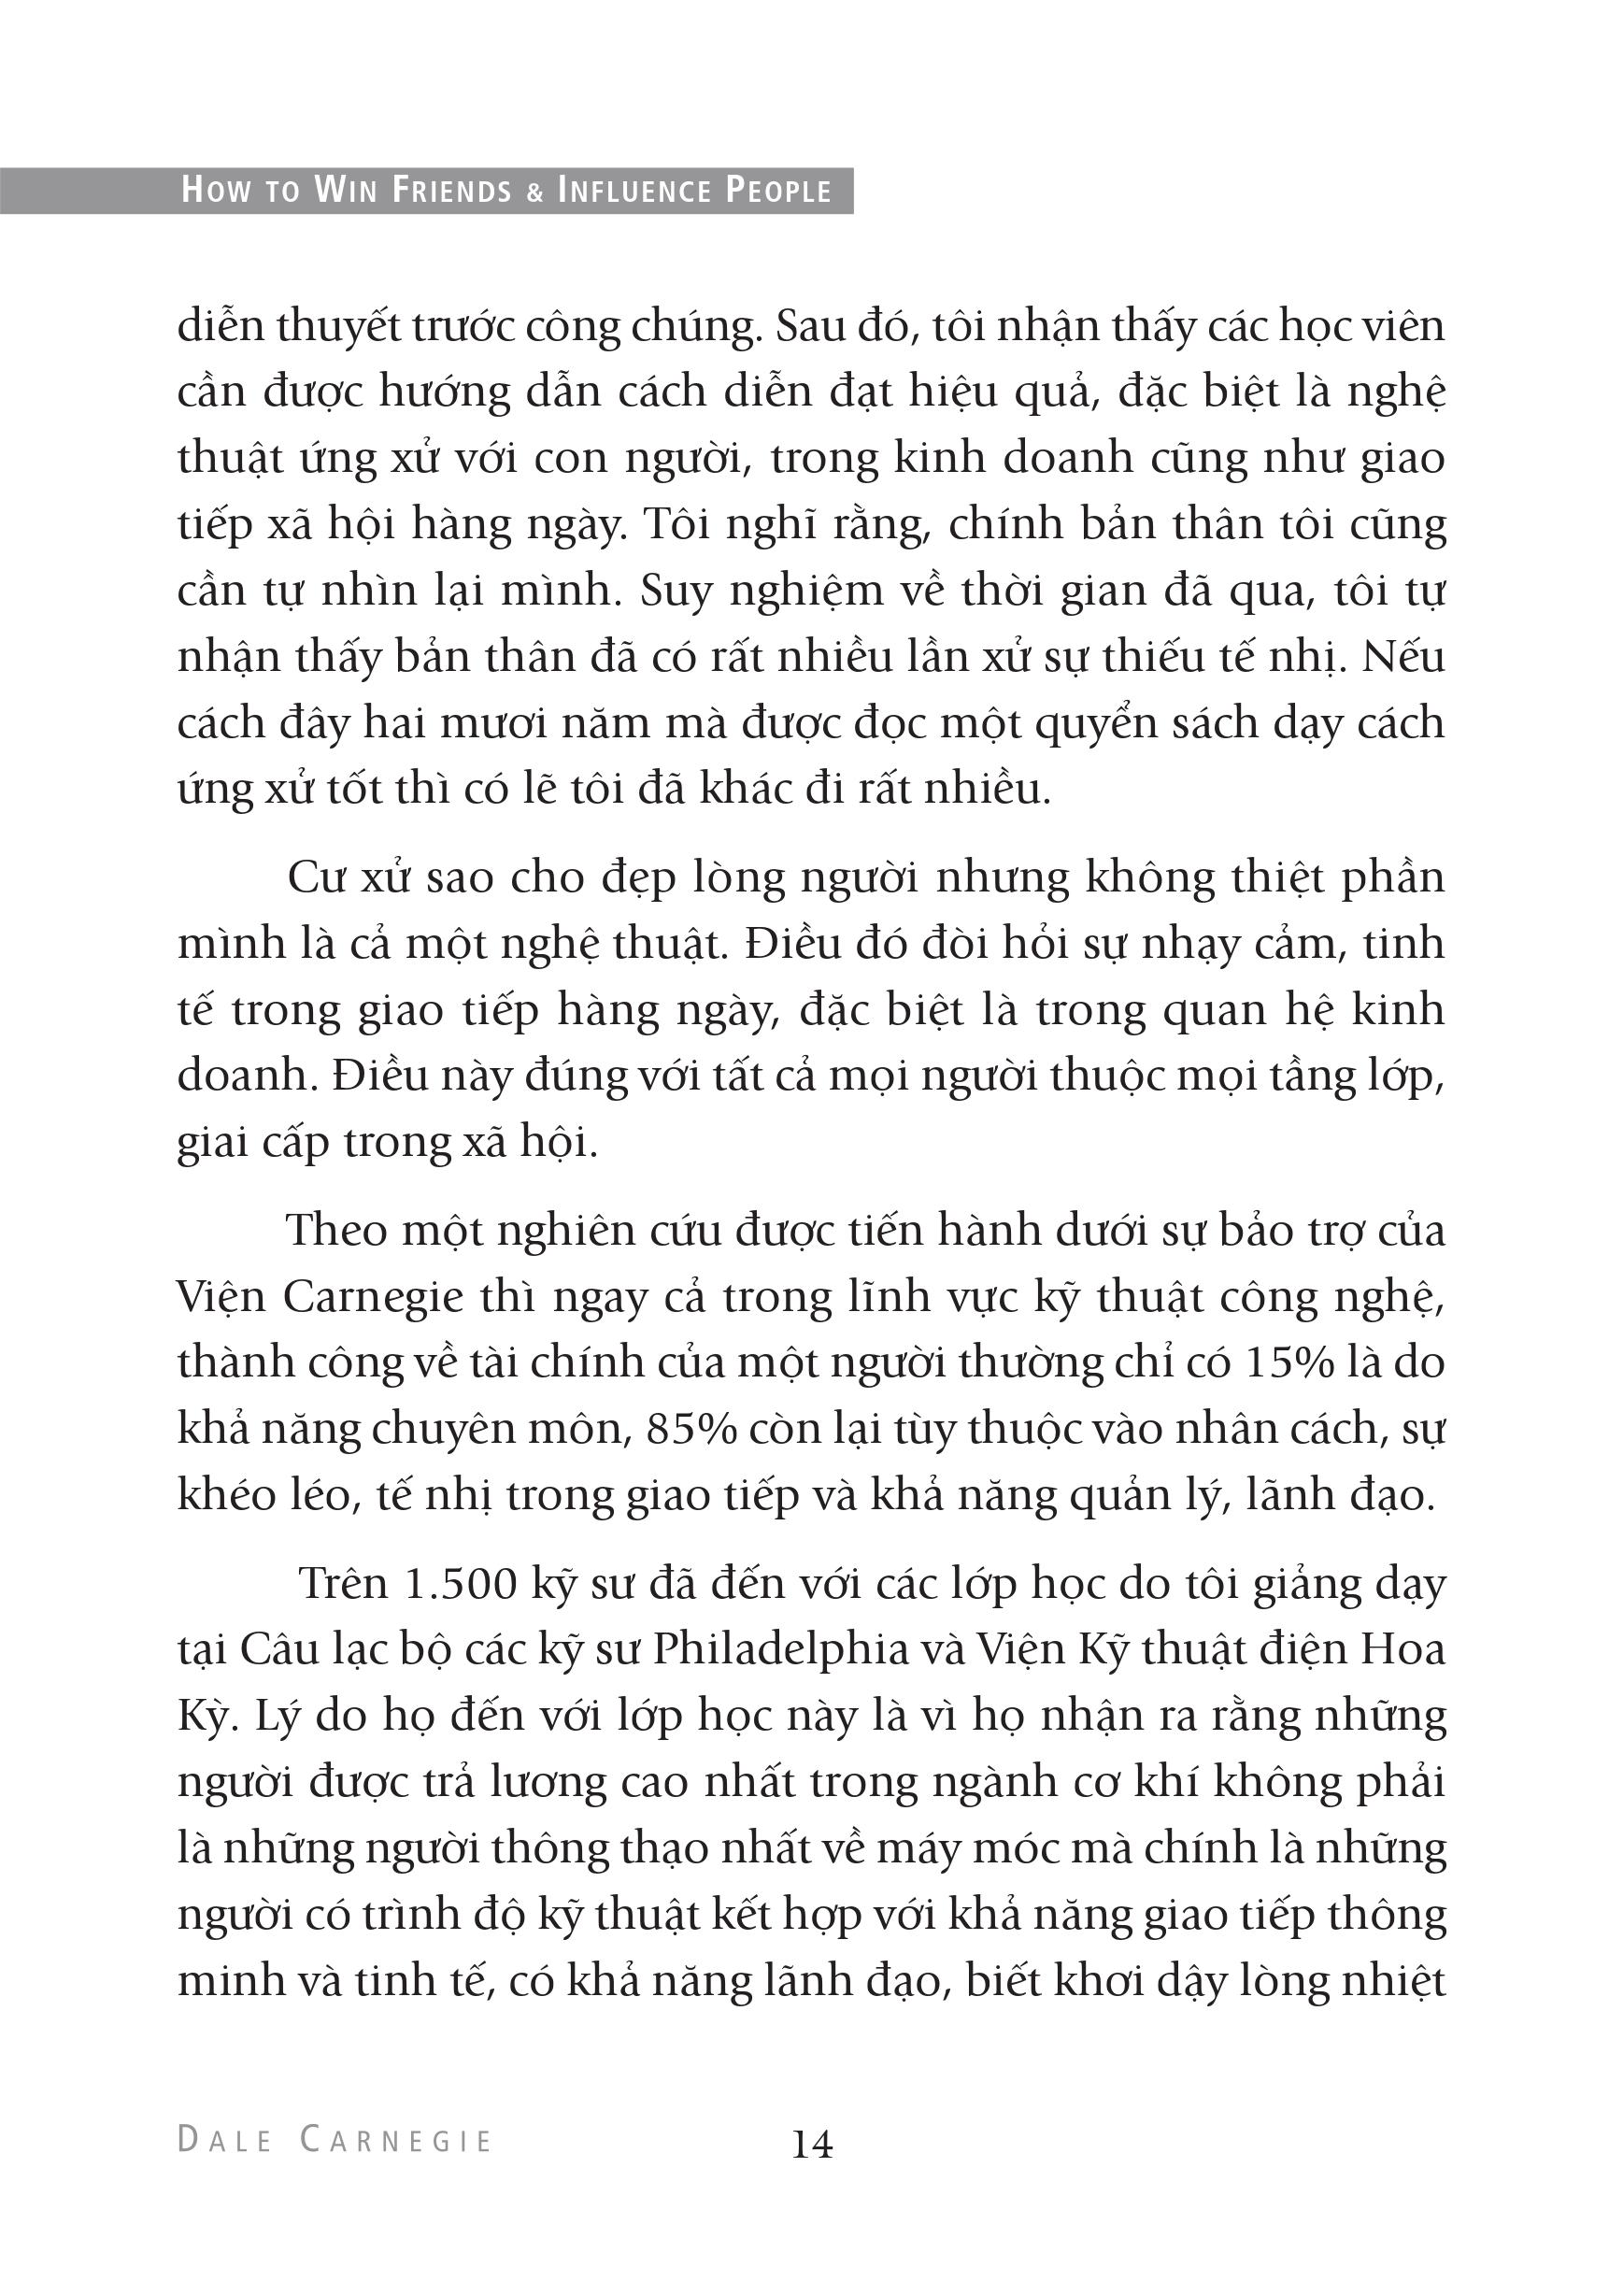 HOW TO WIN FRIENDS & INFLUENCE PEOPLE
diễn thuyết trước công chúng. Sau đó, tôi nhận thấy các học viên
cần được hướng dẫn cách diễn đạt hiệu quả, đặc biệt là nghệ
thuật ứng xử với con người, trong kinh doanh cũng như giao
tiếp xã hội hàng ngày. Tôi nghĩ rằng, chính bản thân tôi cũng
cần tự nhìn lại mình. Suy nghiệm về thời gian đã qua, tôi tự
nhận thấy bản thân đã có rất nhiều lần xử sự thiếu tế nhị. Nếu
cách đây hai mươi năm mà được đọc một quyển sách dạy cách
ứng xử tốt thì có lẽ tôi đã khác đi rất nhiều.
Cư xử sao cho đẹp lòng người nhưng không thiệt phần
mình là cả một nghệ thuật. Điều đó đòi hỏi sự nhạy cảm, tinh
tế trong giao tiếp hàng ngày, đặc biệt là trong quan hệ kinh
doanh. Điều này đúng với tất cả mọi người thuộc mọi tầng lớp,
giai cấp trong xã hội.
Theo một nghiên cứu được tiến hành dưới sự bảo trợ của
Viện Carnegie thì ngay cả trong lĩnh vực kỹ thuật công nghệ,
thành công về tài chính của một người thường chỉ có 15% là do
khả năng chuyên môn, 85% còn lại tùy thuộc vào nhân cách, sự
khéo léo, tế nhị trong giao tiếp và khả năng quản lý, lãnh đạo.
Trên 1.500 kỹ sư đã đến với các lớp học do tôi giảng dạy
tại Câu lạc bộ các kỹ sư Philadelphia và Viện Kỹ thuật điện Hoa
Kỳ. Lý do họ đến với lớp học này là vì họ nhận ra rằng những
người được trả lương cao nhất trong ngành cơ khí không phải
là những người thông thạo nhất về máy móc mà chính là những
người có trình độ kỹ thuật kết hợp với khả năng giao tiếp thông
minh và tinh tế, có khả năng lãnh đạo, biết khơi dậy lòng nhiệt
DALE CARNEGIE
14